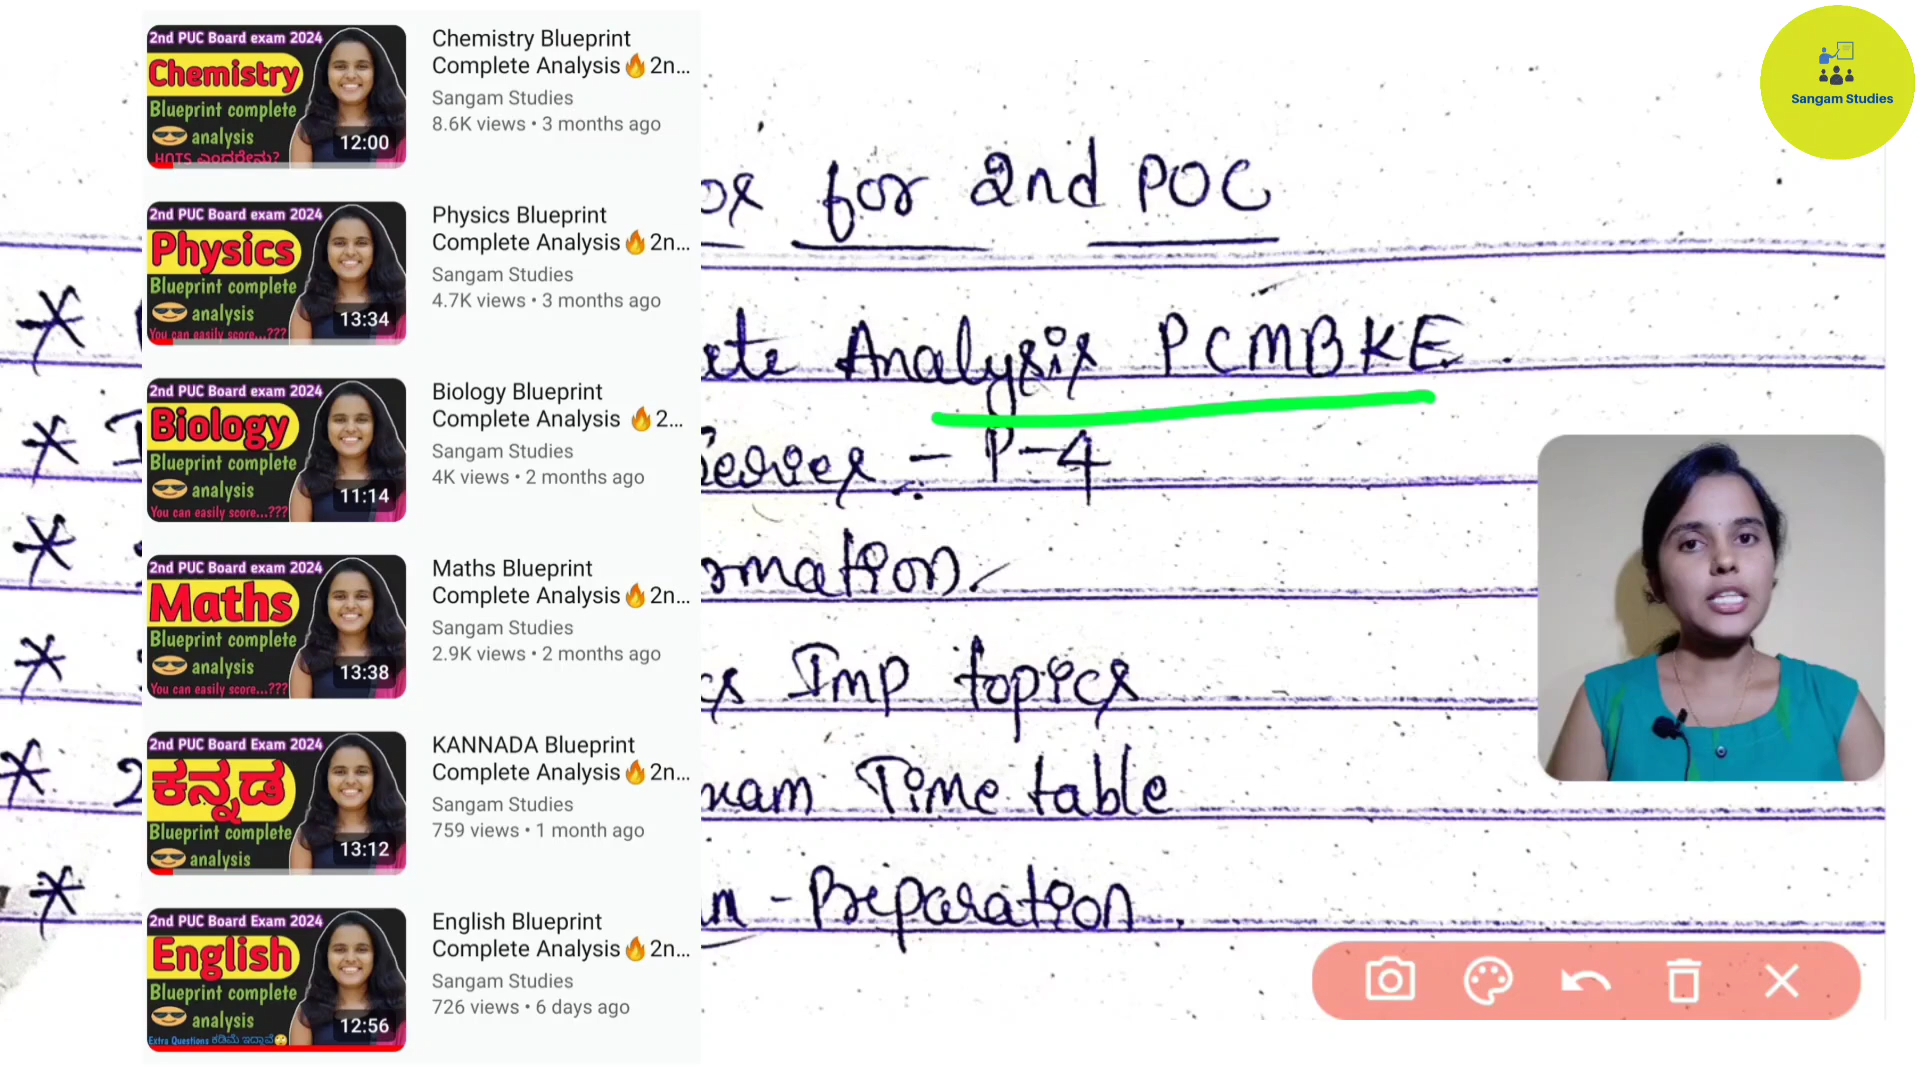 2nd PUC Board exam 2024
Chemistry
Blueprint complete
analysis
HOTS ಎಂದರೇನು?
12:00
Chemistry Blueprint
Complete Analysis🔥2n...
Sangam Studies
8.6K views • 3 months ago
2nd PUC Board exam 2024
Physics
Blueprint complete
analysis
You can easily score...???
13:34
Physics Blueprint
Complete Analysis🔥2n...
Sangam Studies
4.7K views • 3 months ago
2nd PUC Board exam 2024
Biology
Blueprint complete
analysis
You can easily score...???
11:14
Biology Blueprint
Complete Analysis 🔥2...
Sangam Studies
4K views • 2 months ago
2nd PUC Board exam 2024
Maths
Blueprint complete
analysis
You can easily score...???
13:38
Maths Blueprint
Complete Analysis🔥2n...
Sangam Studies
2.9K views • 2 months ago
2nd PUC Board Exam 2024
ಕನ್ನಡ
Blueprint complete
analysis
13:12
KANNADA Blueprint
Complete Analysis🔥2n...
Sangam Studies
759 views • 1 month ago
2nd PUC Board Exam 2024
English
Blueprint complete
analysis
Extra Questions ಕಡಿಮೆ ಇದ್ದಾವೆ
12:56
English Blueprint
Complete Analysis🔥2n...
Sangam Studies
726 views • 6 days ago
for 2nd PUC
Analysis PCMBKE.
Series - P-4
Imp topics
Time table
- Preparation.
Sangam Studies